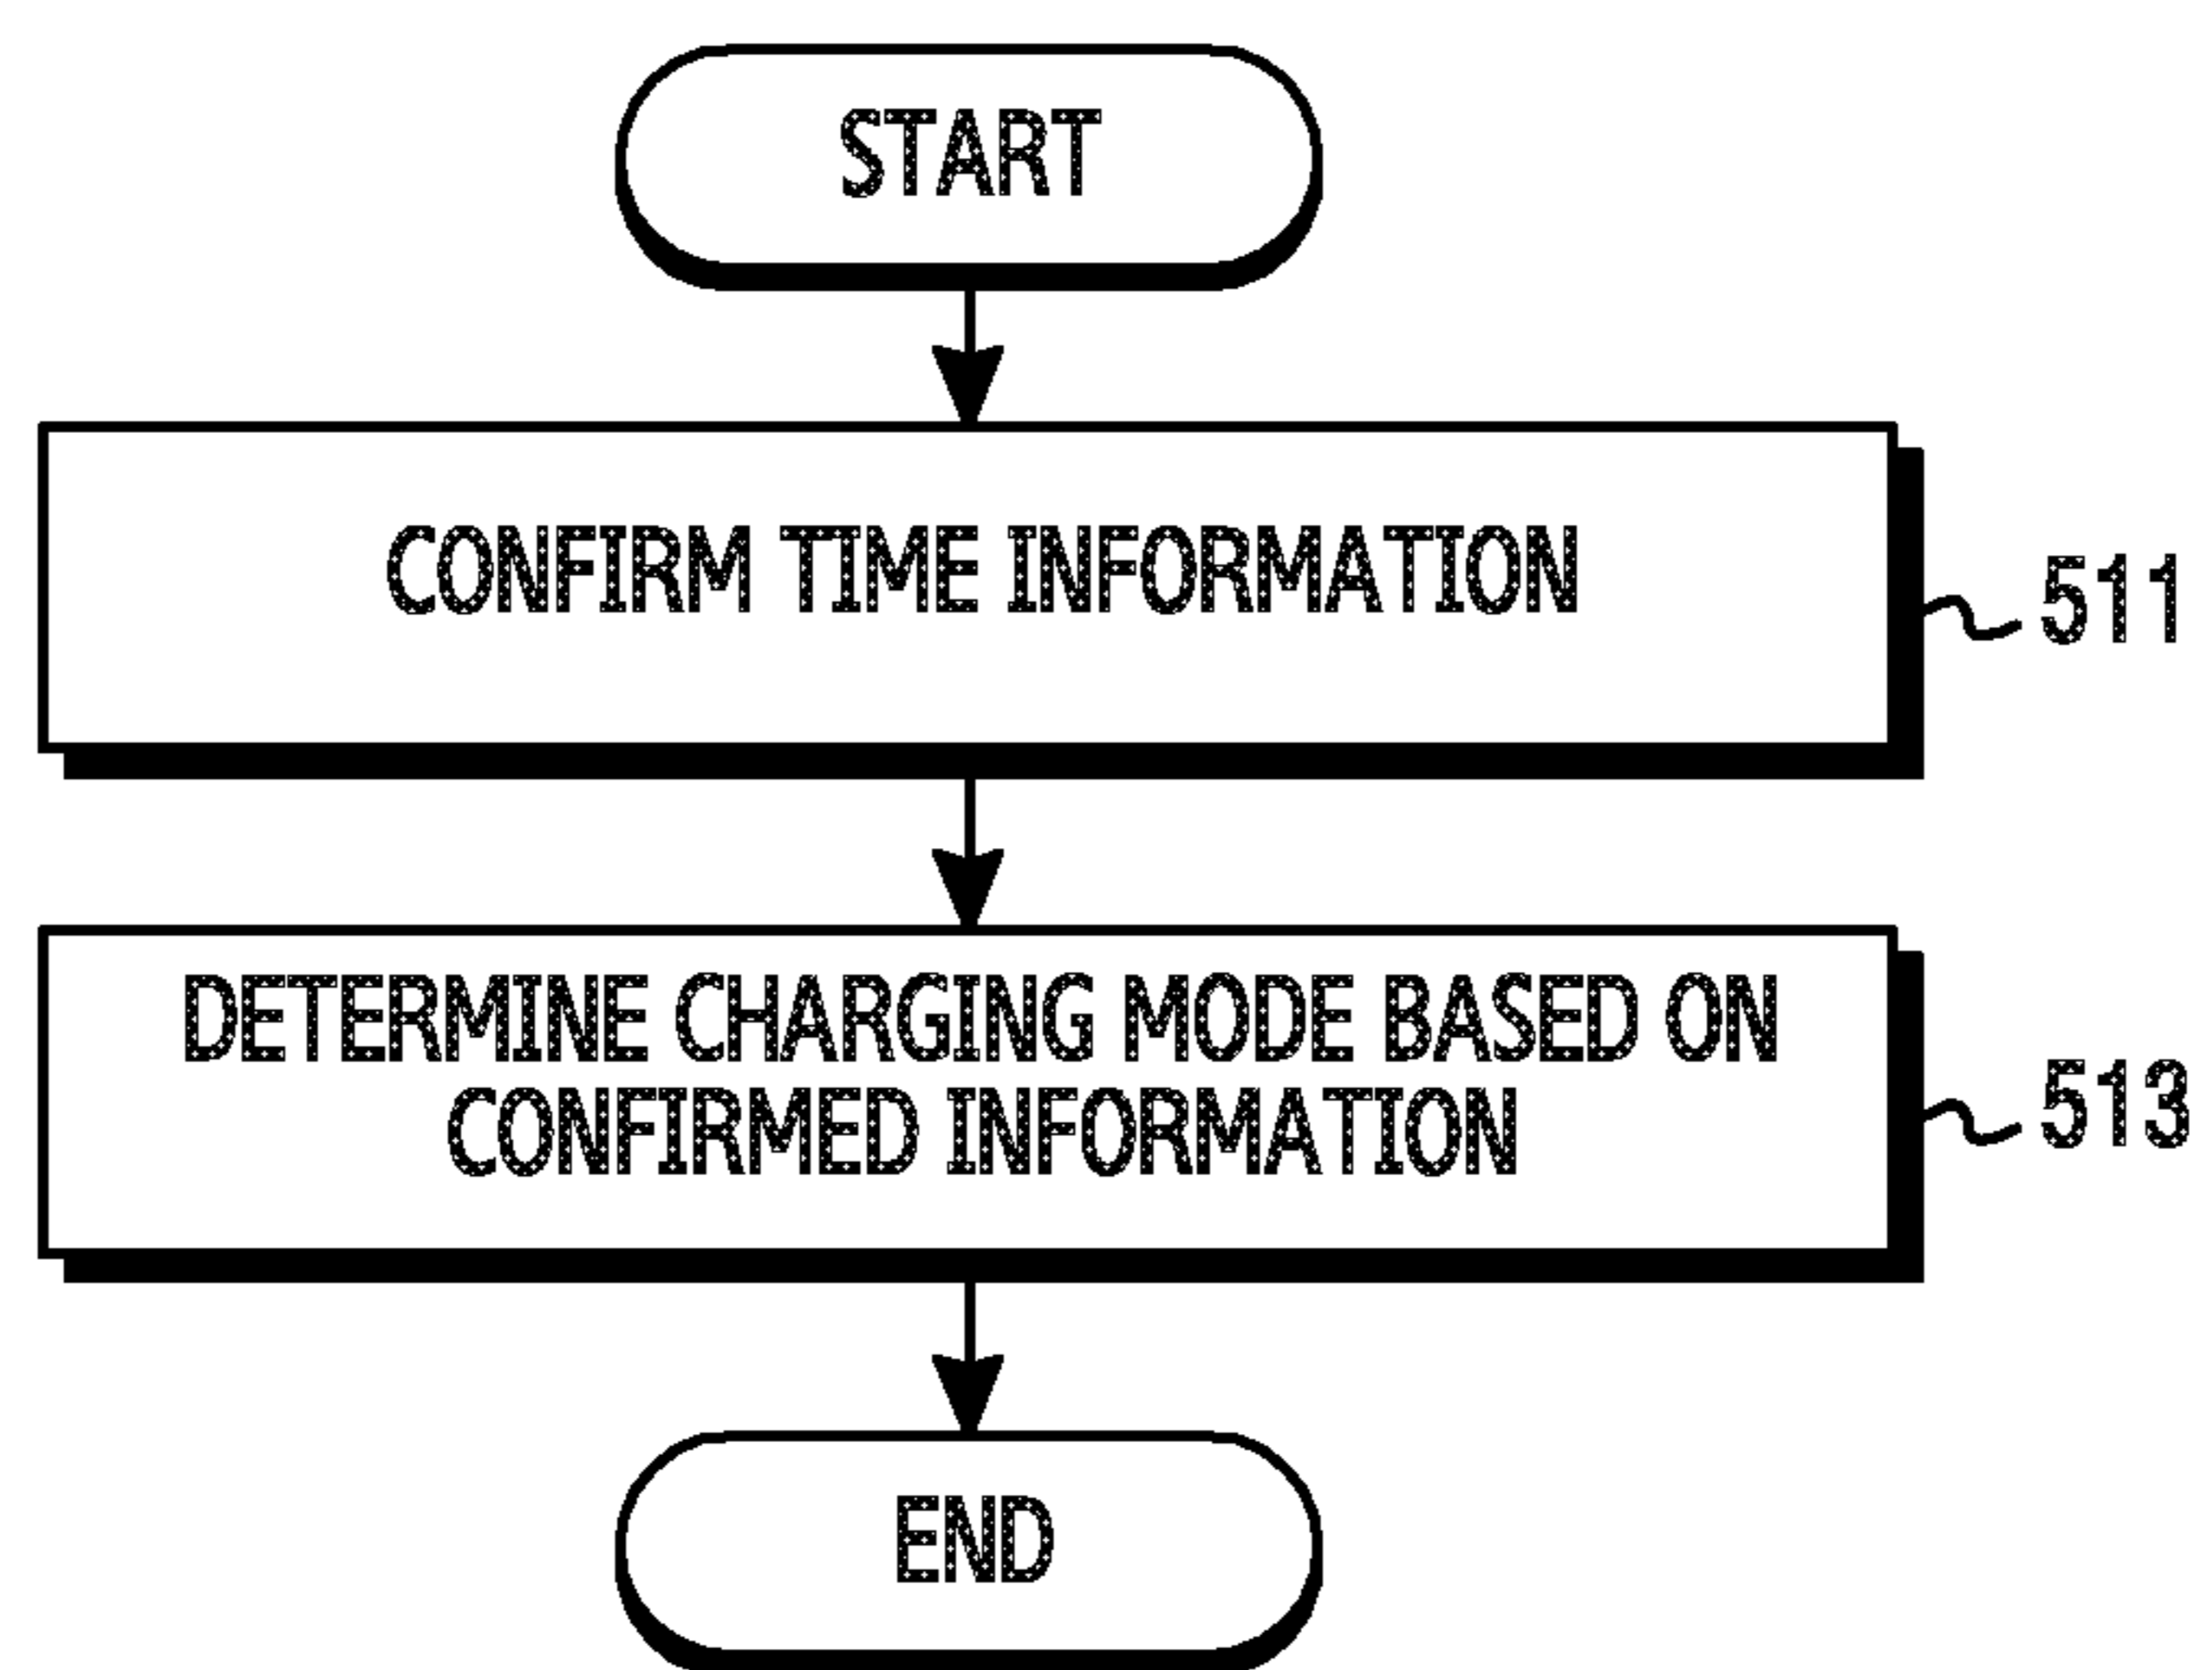 START
CONFIRM TIME INFORMATION
511
DETERMINE CHARGING MODE BASED ON
CONFIRMED INFORMATION
513
END